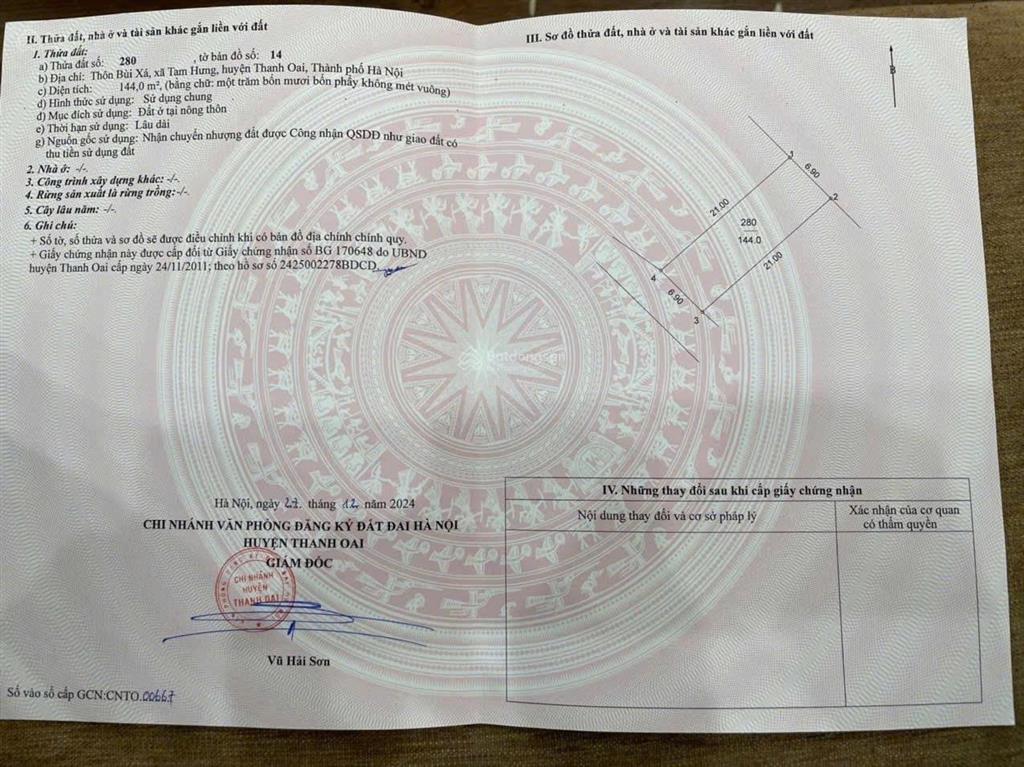 II. Thửa đất, nhà ở và tài sản khác gắn liền với đất
1. Thửa đất:
a) Thửa đất số: 280 , tờ bản đồ số: 14
b) Địa chỉ: Thôn Bùi Xá, xã Tam Hưng, huyện Thanh Oai, Thành phố Hà Nội
c) Diện tích: 144,0 m², (bằng chữ: một trăm bốn mươi bốn phẩy không mét vuông)
d) Hình thức sử dụng: Sử dụng chung
đ) Mục đích sử dụng: Đất ở tại nông thôn
e) Thời hạn sử dụng: Lâu dài
g) Nguồn gốc sử dụng: Nhận chuyển nhượng đất được Công nhận QSDĐ như giao đất có
thu tiền sử dụng đất
2. Nhà ở: -/-.
3. Công trình xây dựng khác: -/-.
4. Rừng sản xuất là rừng trồng:-/-.
5. Cây lâu năm: -/-.
6. Ghi chú:
+ Số tờ, số thửa và sơ đồ sẽ được điều chỉnh khi có bản đồ địa chính chính quy.
+ Giấy chứng nhận này được cấp đổi từ Giấy chứng nhận số BG 170648 do UBND
huyện Thanh Oai cấp ngày 24/11/2011; theo hồ sơ số 2425002278BDCD
Hà Nội, ngày 27. tháng 12. năm 2024
CHI NHÁNH VĂN PHÒNG ĐĂNG KÝ ĐẤT ĐAI HÀ NỘI
HUYỆN THANH OAI
GIÁM ĐỐC
CHI NHÁNH
HUYỆN
THANH OAI
Vũ Hải Sơn
Số vào sổ cấp GCN:CNTO.00667
III. Sơ đồ thửa đất, nhà ở và tài sản khác gắn liền với đất
B
1
6.90
2
21.00
280
144.0
21.00
4
6.90
3
Batdongsan
IV. Những thay đổi sau khi cấp giấy chứng nhận
Nội dung thay đổi và cơ sở pháp lý
Xác nhận của cơ quan
có thẩm quyền